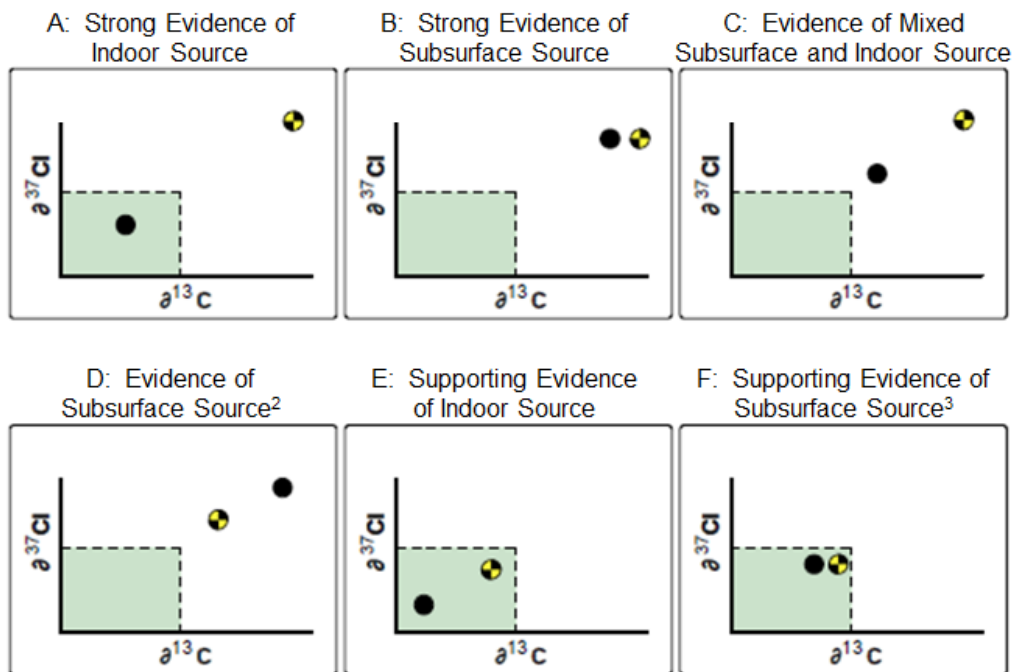 A: Strong Evidence of
Indoor Source
B: Strong Evidence of
Subsurface Source
C: Evidence of Mixed
Subsurface and Indoor Source
∂³⁷Cl
∂¹³C
∂³⁷Cl
∂¹³C
∂³⁷Cl
∂¹³C
D: Evidence of
Subsurface Source²
E: Supporting Evidence
of Indoor Source
F: Supporting Evidence of
Subsurface Source³
∂³⁷Cl
∂¹³C
∂³⁷Cl
∂¹³C
∂³⁷Cl
∂¹³C